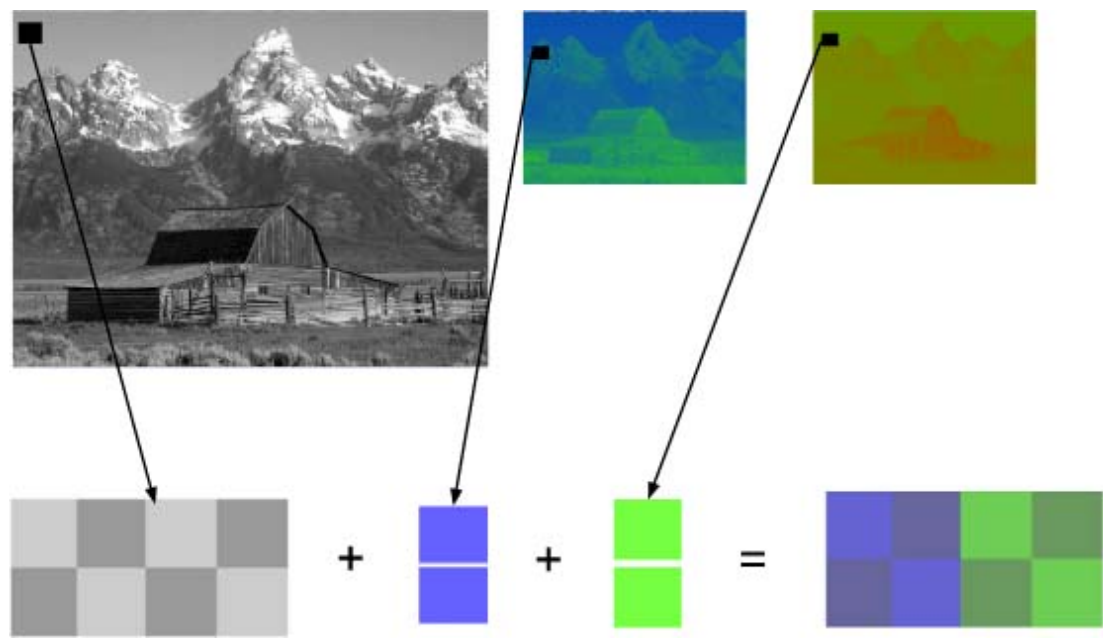 + + =